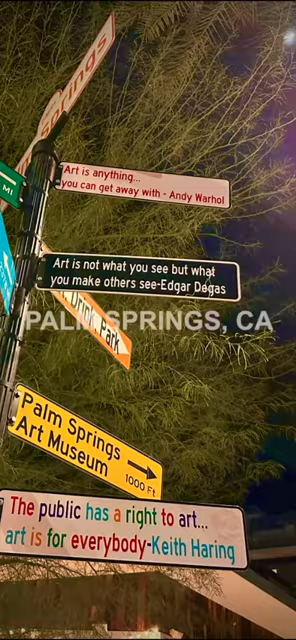 Springs
MI
Art is anything...
you can get away with - Andy Warhol
Art is not what you see but what
you make others see-Edgar Degas
Drink, Park,
PALM SPRINGS, CA
Palm Springs
Art Museum
1000 FT
The public has a right to art...
art is for everybody-Keith Haring